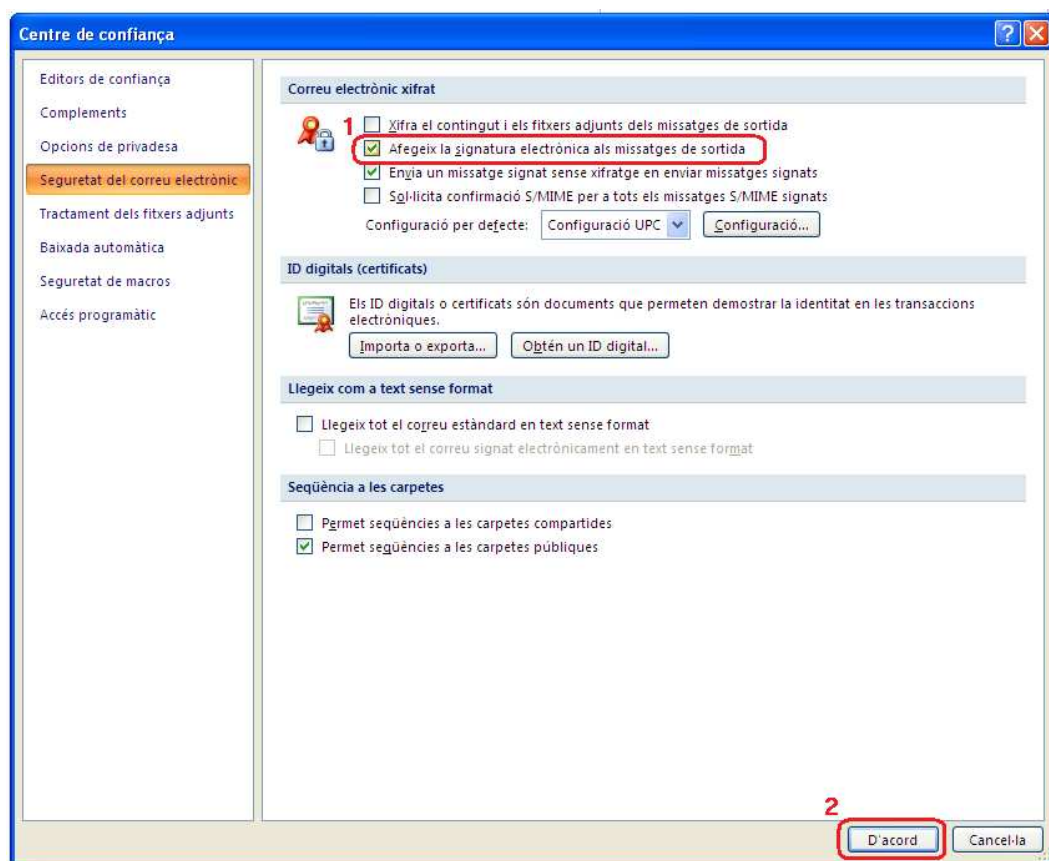 Centre de confiança
Editors de confiança
Complements
Opcions de privadesa
Seguretat del correu electrònic
Tractament dels fitxers adjunts
Baixada automàtica
Seguretat de macros
Accés programàtic
Correu electrònic xifrat
1
Xifra el contingut i els fitxers adjunts dels missatges de sortida
Afegeix la signatura electrònica als missatges de sortida
Envia un missatge signat sense xifratge en enviar missatges signats
Sol·licita confirmació S/MIME per a tots els missatges S/MIME signats
Configuració per defecte: Configuració UPC Configuració...
ID digitals (certificats)
Els ID digitals o certificats són documents que permeten demostrar la identitat en les transaccions
electròniques.
Importa o exporta... Obtén un ID digital...
Llegeix com a text sense format
Llegeix tot el correu estàndard en text sense format
Llegeix tot el correu signat electrònicament en text sense format
Seqüència a les carpetes
Permet seqüències a les carpetes compartides
Permet seqüències a les carpetes públiques
2
D'acord Cancel·la